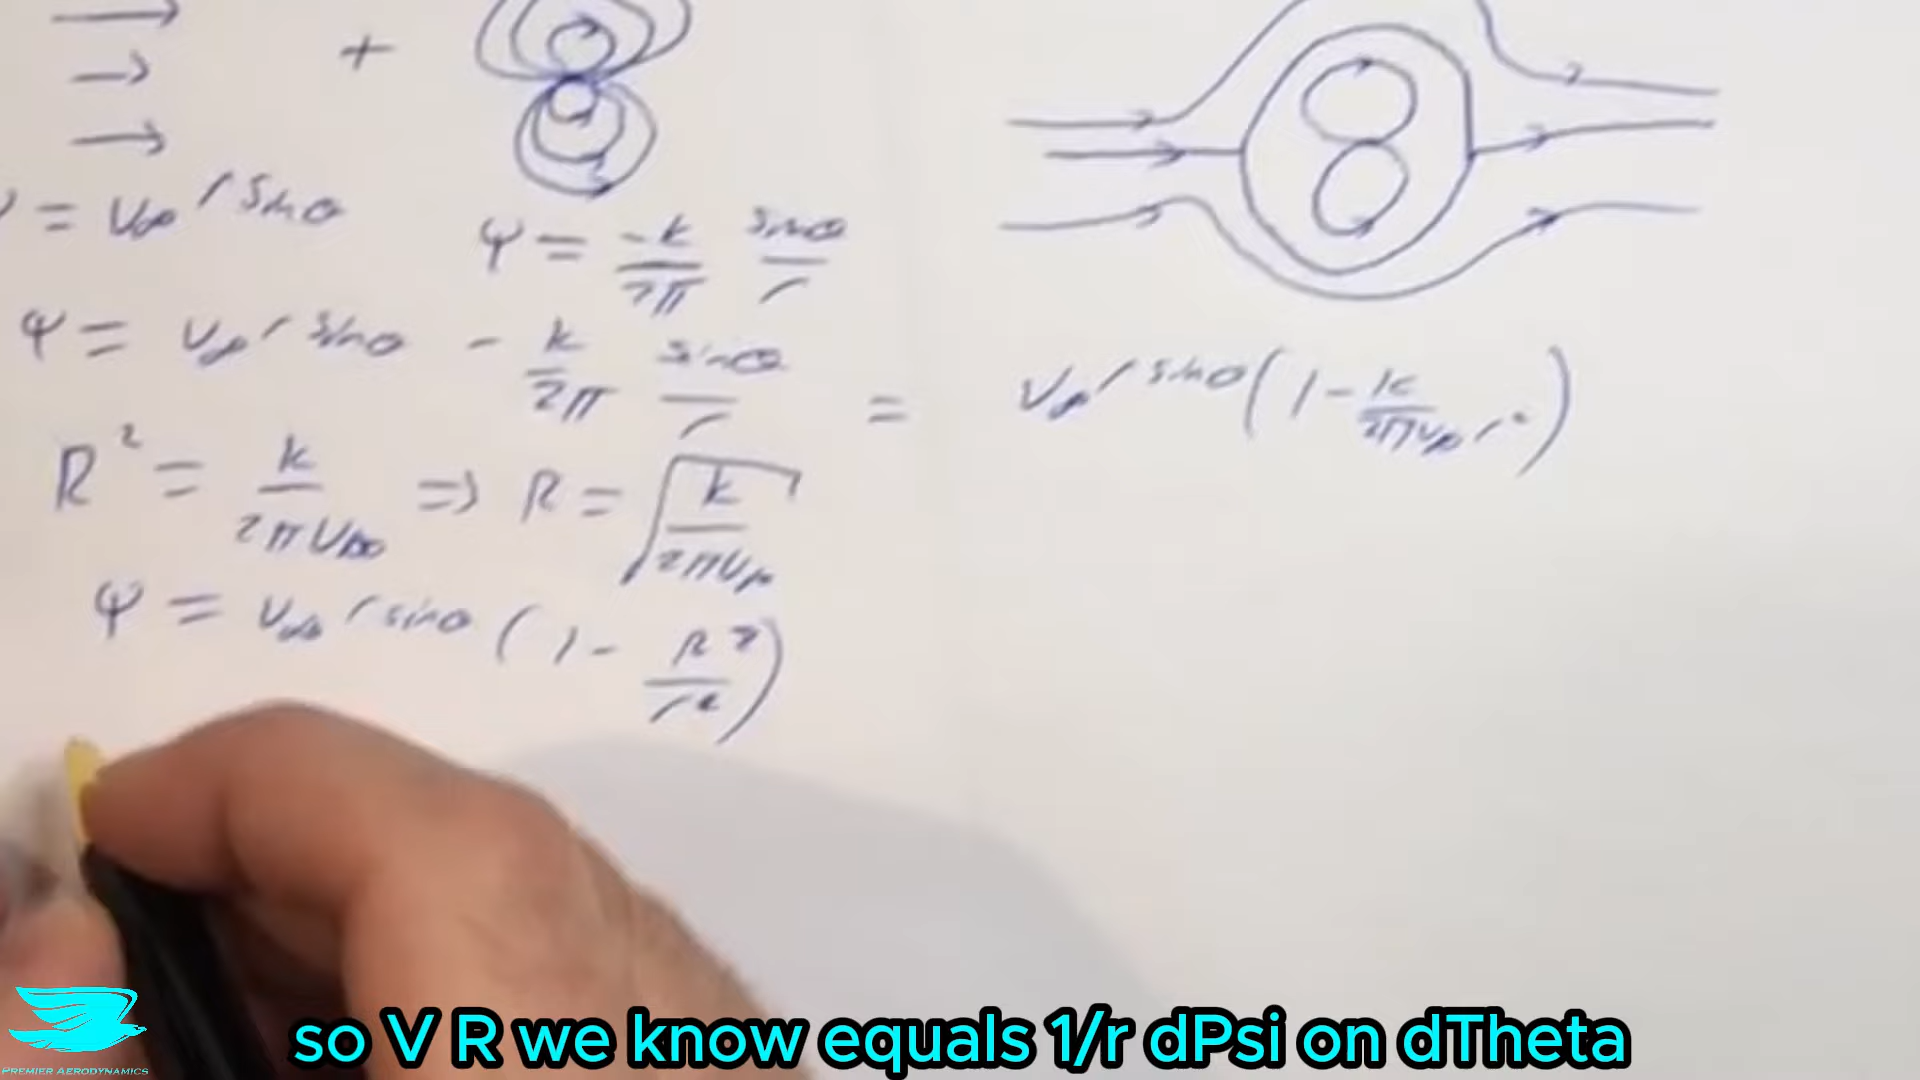 +
= V∞ r sinθ
ψ = -k/2π sinθ/r
ψ = V∞ r sinθ - k/2π sinθ/r = V∞ r sinθ (1 - k/2πV∞ r²)
R² = k/2πV∞ => R = √k/2πV∞
ψ = V∞ r sinθ (1 - R²/r²)
so V R we know equals 1/r dPsi on dTheta
PREMIER AERODYNAMICS